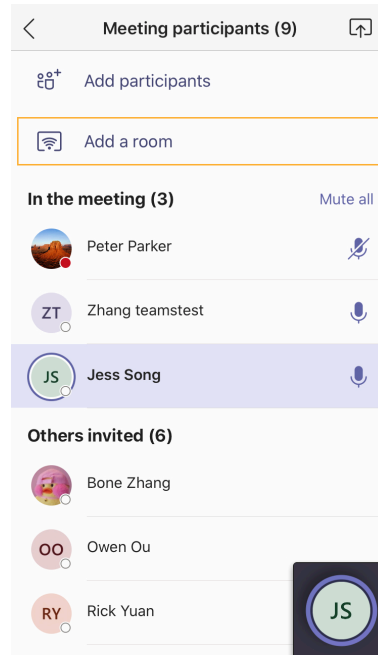 Meeting participants (9)
Add participants
Add a room
In the meeting (3) Mute all
Peter Parker
ZT Zhang teamstest
JS Jess Song
Others invited (6)
Bone Zhang
OO Owen Ou
RY Rick Yuan
JS